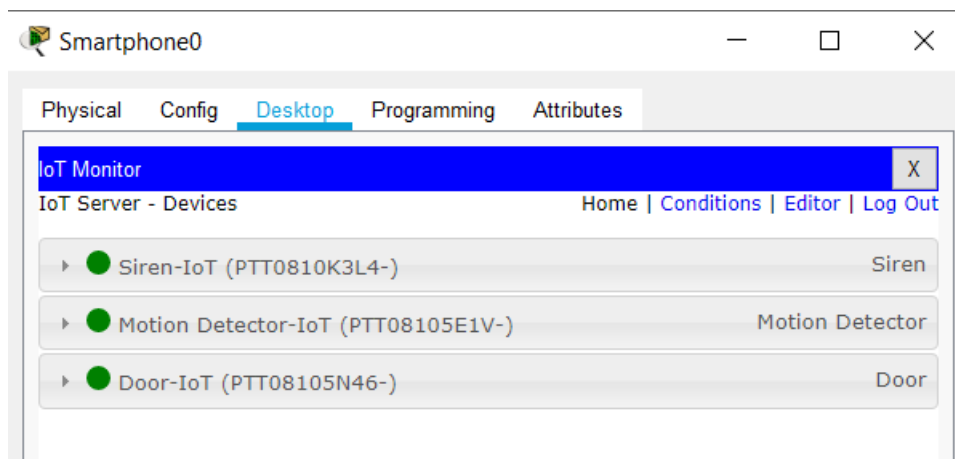 Smartphone0
Physical Config Desktop Programming Attributes
IoT Monitor X
IoT Server - Devices Home | Conditions | Editor | Log Out
Siren-IoT (PTT0810K3L4-) Siren
Motion Detector-IoT (PTT08105E1V-) Motion Detector
Door-IoT (PTT08105N46-) Door